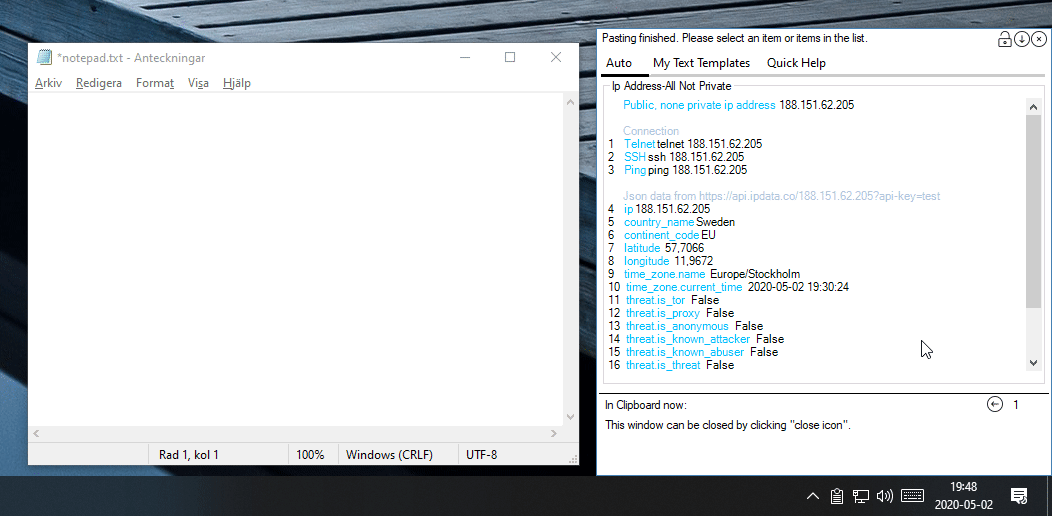 *notepad.txt - Anteckningar
Arkiv Redigera Format Visa Hjälp
Rad 1, kol 1 100% Windows (CRLF) UTF-8
Pasting finished. Please select an item or items in the list.
Auto My Text Templates Quick Help
Ip Address-All Not Private
Public, none private ip address 188.151.62.205
Connection
1 Telnet telnet 188.151.62.205
2 SSH ssh 188.151.62.205
3 Ping ping 188.151.62.205
Json data from https://api.ipdata.co/188.151.62.205?api-key=test
4 ip 188.151.62.205
5 country_name Sweden
6 continent_code EU
7 latitude 57,7066
8 longitude 11,9672
9 time_zone.name Europe/Stockholm
10 time_zone.current_time 2020-05-02 19:30:24
11 threat.is_tor False
12 threat.is_proxy False
13 threat.is_anonymous False
14 threat.is_known_attacker False
15 threat.is_known_abuser False
16 threat.is_threat False
In Clipboard now: 1
This window can be closed by clicking "close icon".
19:48
2020-05-02